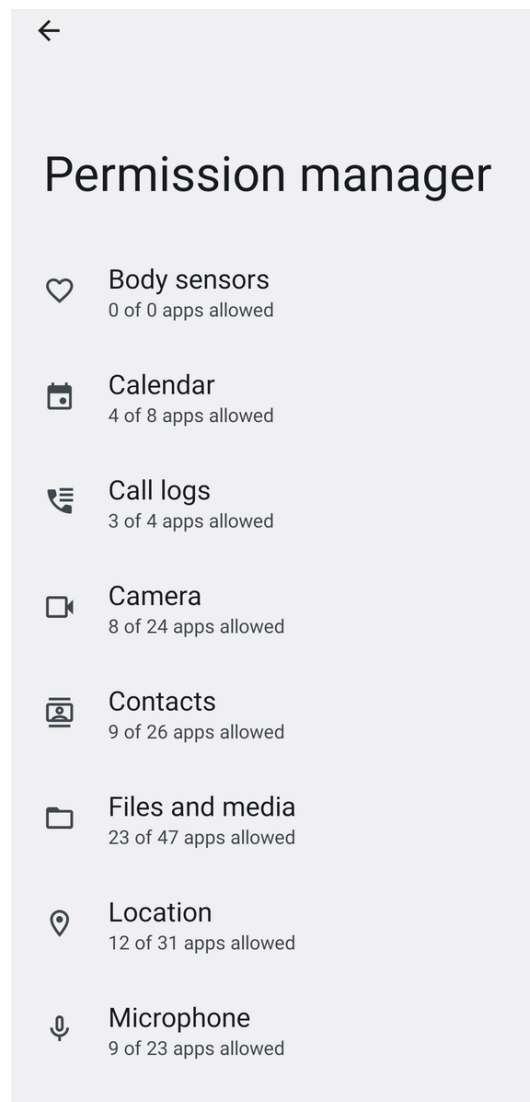 Permission manager
Body sensors
0 of 0 apps allowed
Calendar
4 of 8 apps allowed
Call logs
3 of 4 apps allowed
Camera
8 of 24 apps allowed
Contacts
9 of 26 apps allowed
Files and media
23 of 47 apps allowed
Location
12 of 31 apps allowed
Microphone
9 of 23 apps allowed